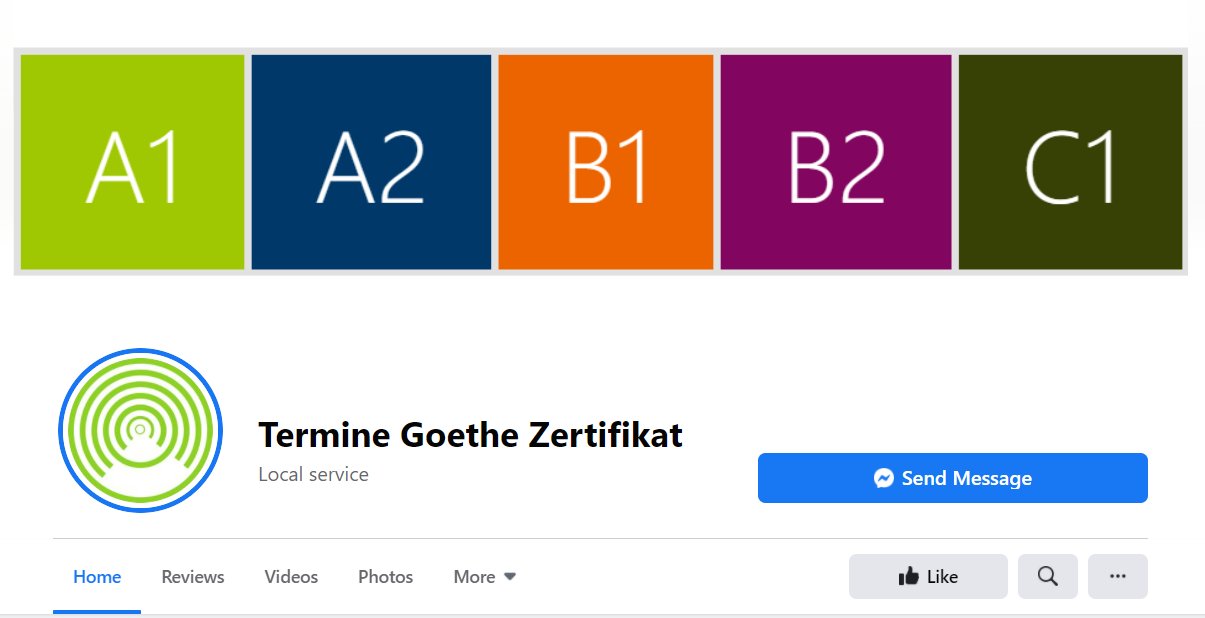 A1 A2 B1 B2 C1
Termine Goethe Zertifikat
Local service
Send Message
Home Reviews Videos Photos More
Like